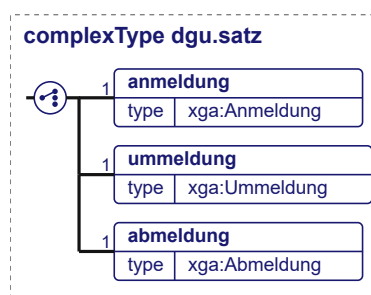 complexType dgu.satz
1 anmeldung
type xga:Anmeldung
1 ummeldung
type xga:Ummeldung
1 abmeldung
type xga:Abmeldung